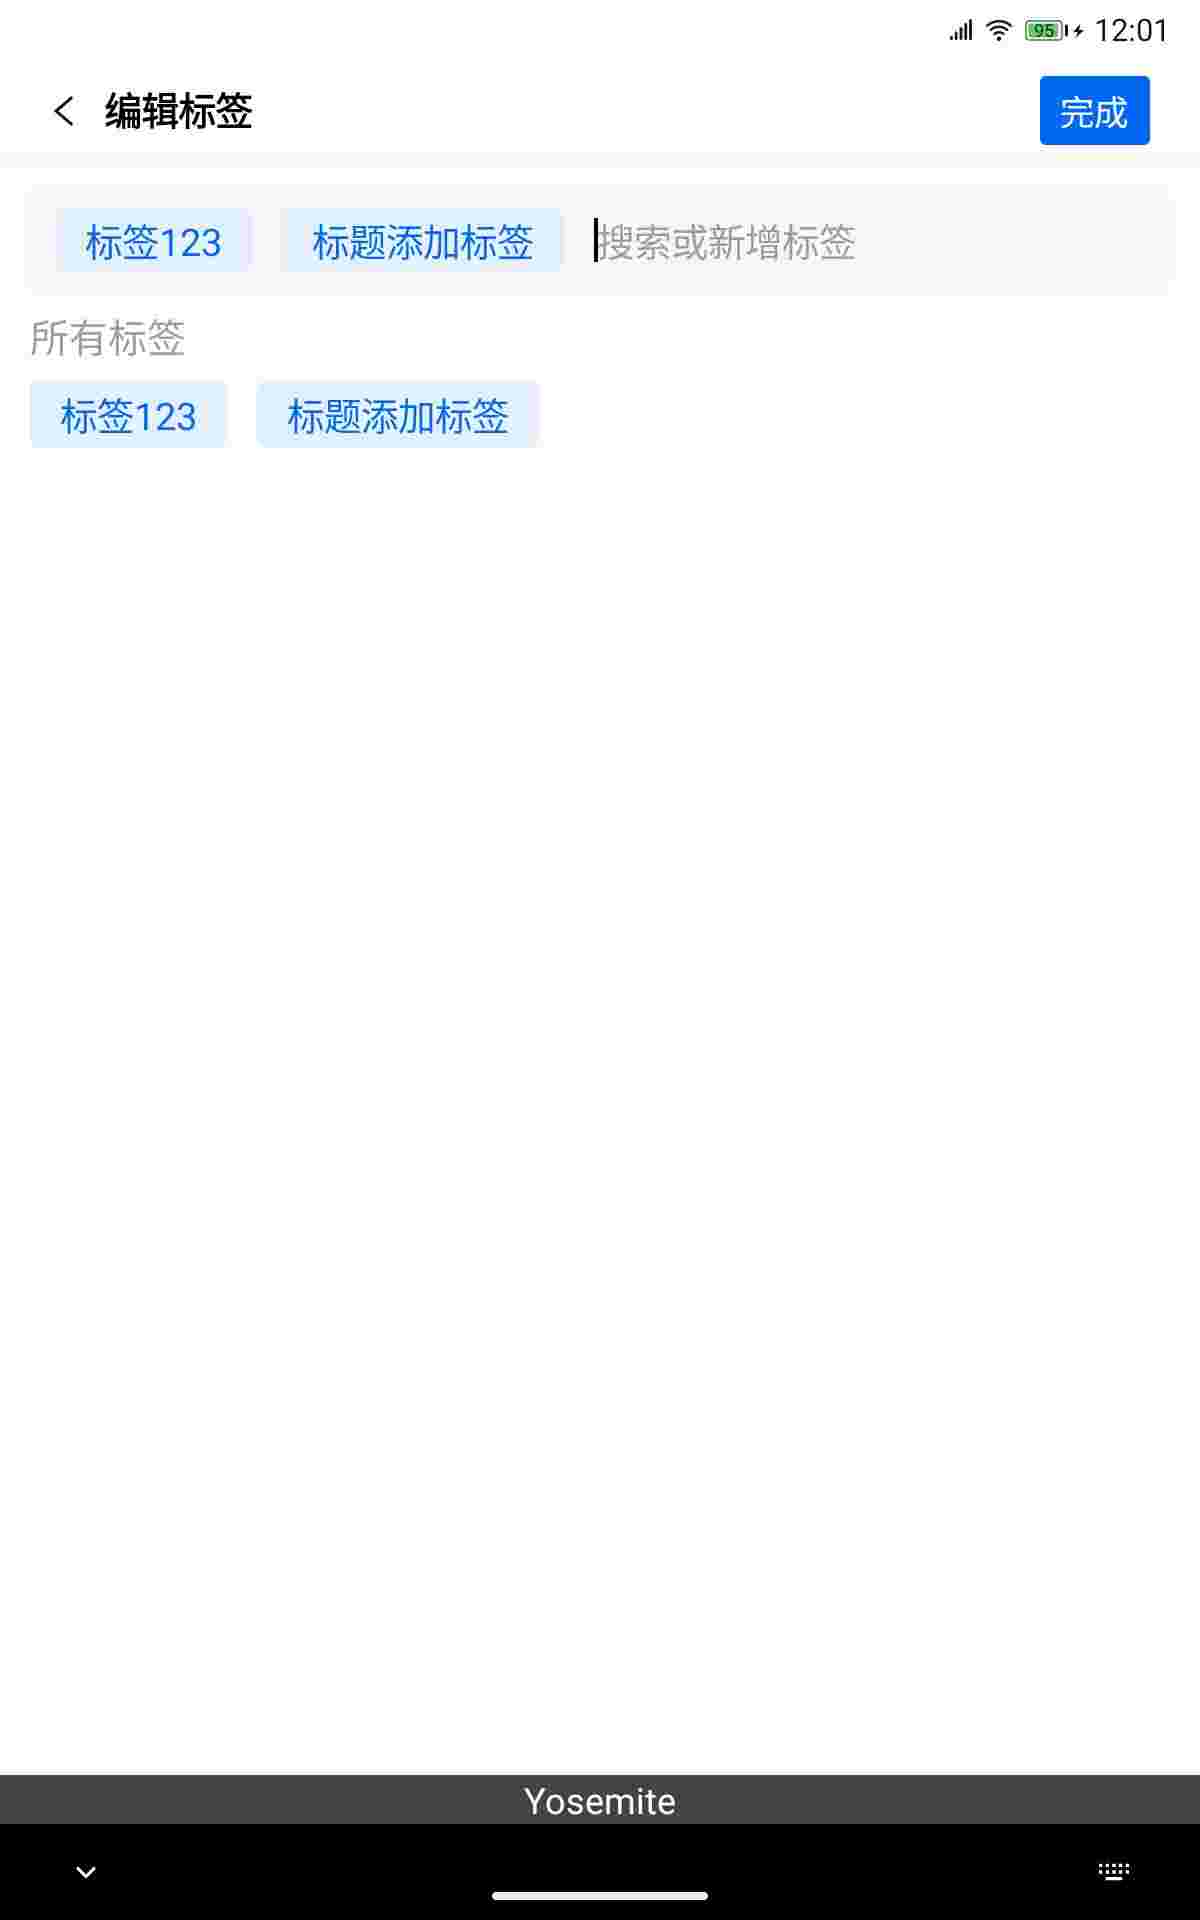 95 12:01
编辑标签
完成
标签123 标题添加标签 搜索或新增标签
所有标签
标签123 标题添加标签
Yosemite